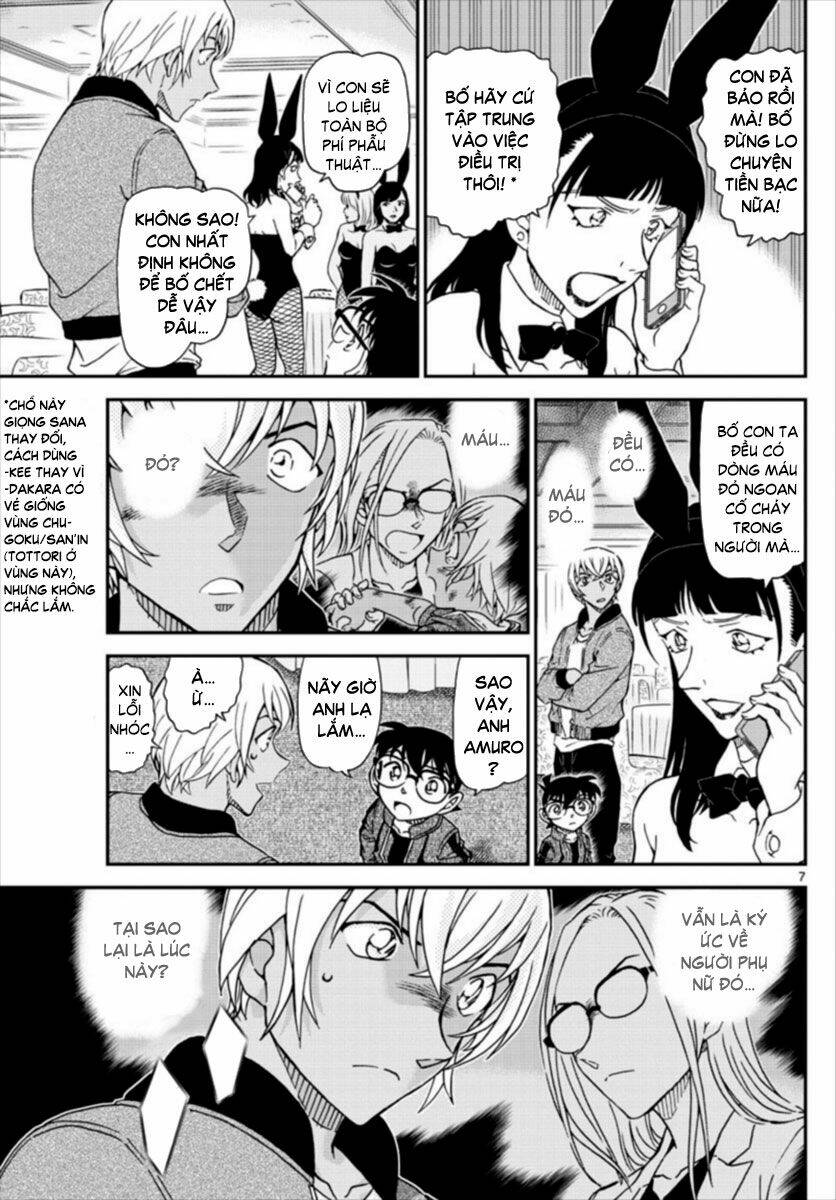 CON ĐÃ
BẢO RỒI
MÀ! BỐ
ĐỪNG LO
CHUYỆN
TIỀN BẠC
NỮA!
BỐ HÃY CỨ
TẬP TRUNG
VÀO VIỆC
ĐIỀU TRỊ
THÔI! *
VÌ CON SẼ
LO LIỆU
TOÀN BỘ
PHÍ PHẪU
THUẬT...
KHÔNG SAO!
CON NHẤT
ĐỊNH KHÔNG
ĐỂ BỐ CHẾT
DỄ VẬY
ĐÂU...
BỐ CON TA
ĐỀU CÓ
DÒNG MÁU
ĐỎ NGOAN
CỐ CHẢY
TRONG
NGƯỜI MÀ...
ĐỀU
CÓ...
MÁU
ĐỎ...
MÁU...
ĐỎ?
*CHỖ NÀY
GIỌNG SANA
THAY ĐỔI,
CÁCH DÙNG
-KEE THAY VÌ
-DAKARA CÓ
VẺ GIỐNG
VÙNG CHU-
GOKU/SAN'IN
(TOTTORI Ở
VÙNG NÀY),
NHƯNG KHÔNG
CHẮC LẮM.
SAO
VẬY,
ANH
AMURO
?
NÃY GIỜ
ANH LẠ
LẮM...
À...
Ừ...
XIN
LỖI
NHÓC
...
7
VẪN LÀ KÝ
ỨC VỀ
NGƯỜI PHỤ
NỮ ĐÓ...
TẠI SAO
LẠI LÀ LÚC
NÀY?